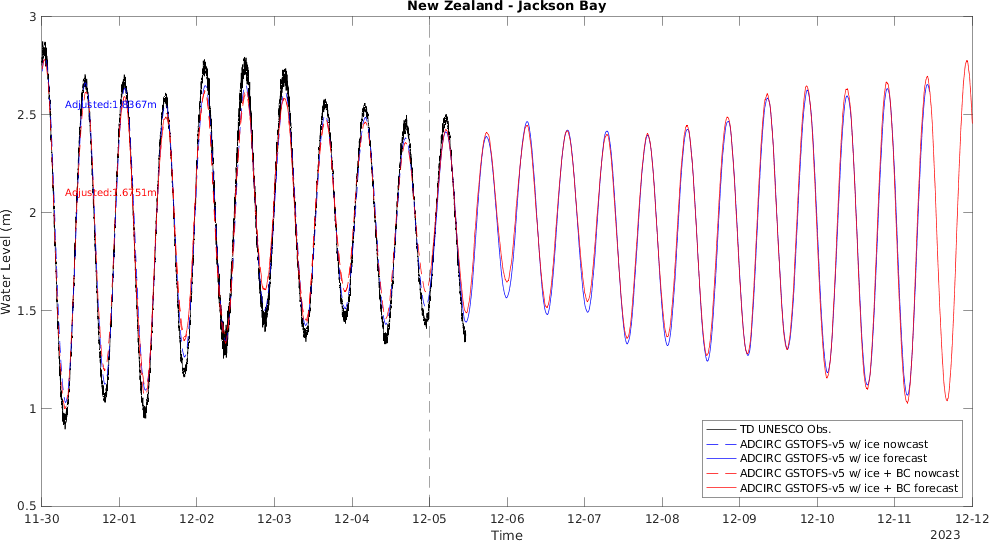 New Zealand - Jackson Bay
3
2.5
2
1.5
1
0.5
Water Level (m)
Adjusted:1.8367m
Adjusted:1.6751m
TD UNESCO Obs.
ADCIRC GSTOFS-v5 w/ ice nowcast
ADCIRC GSTOFS-v5 w/ ice forecast
ADCIRC GSTOFS-v5 w/ ice + BC nowcast
ADCIRC GSTOFS-v5 w/ ice + BC forecast
11-30 12-01 12-02 12-03 12-04 12-05 12-06 12-07 12-08 12-09 12-10 12-11 12-12
Time
2023